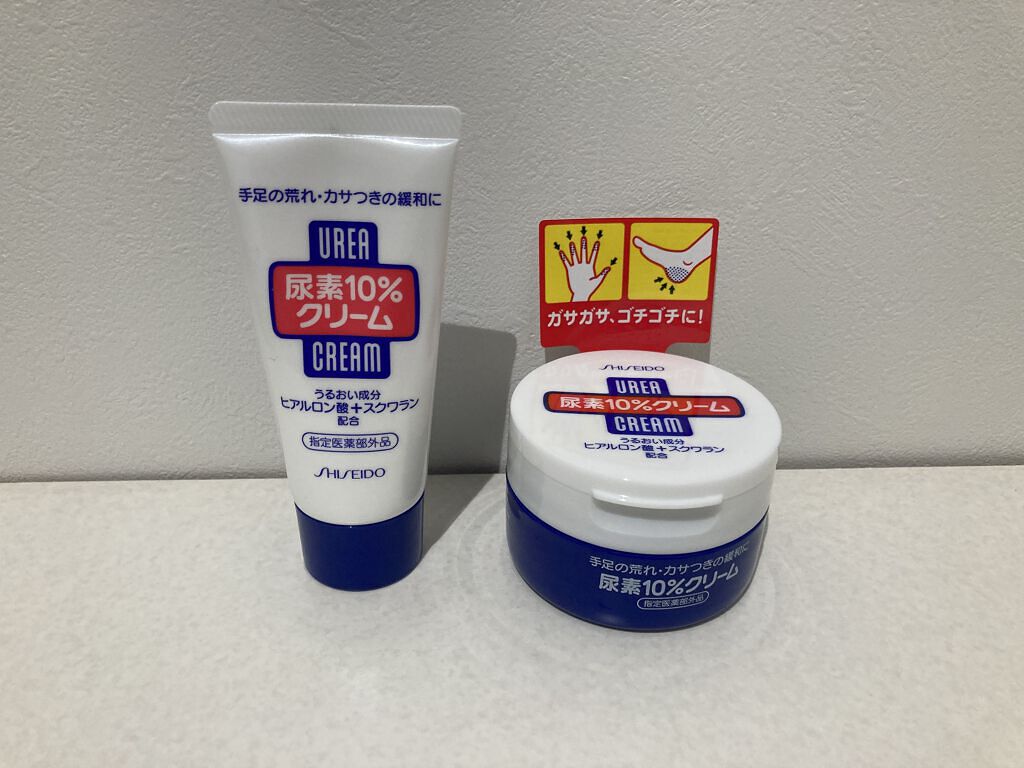 手足の荒れ・カサつきの緩和に
UREA
尿素10%
クリーム
CREAM
うるおい成分
ヒアルロン酸+スクワラン
配合
指定医薬部外品
SHISEIDO
ガサガサ、ゴチゴチに!
SHISEIDO
UREA
尿素10%クリーム
CREAM
うるおい成分
ヒアルロン酸+スクワラン
配合
手足の荒れ・カサつきの緩和に
尿素10%クリーム
指定医薬部外品